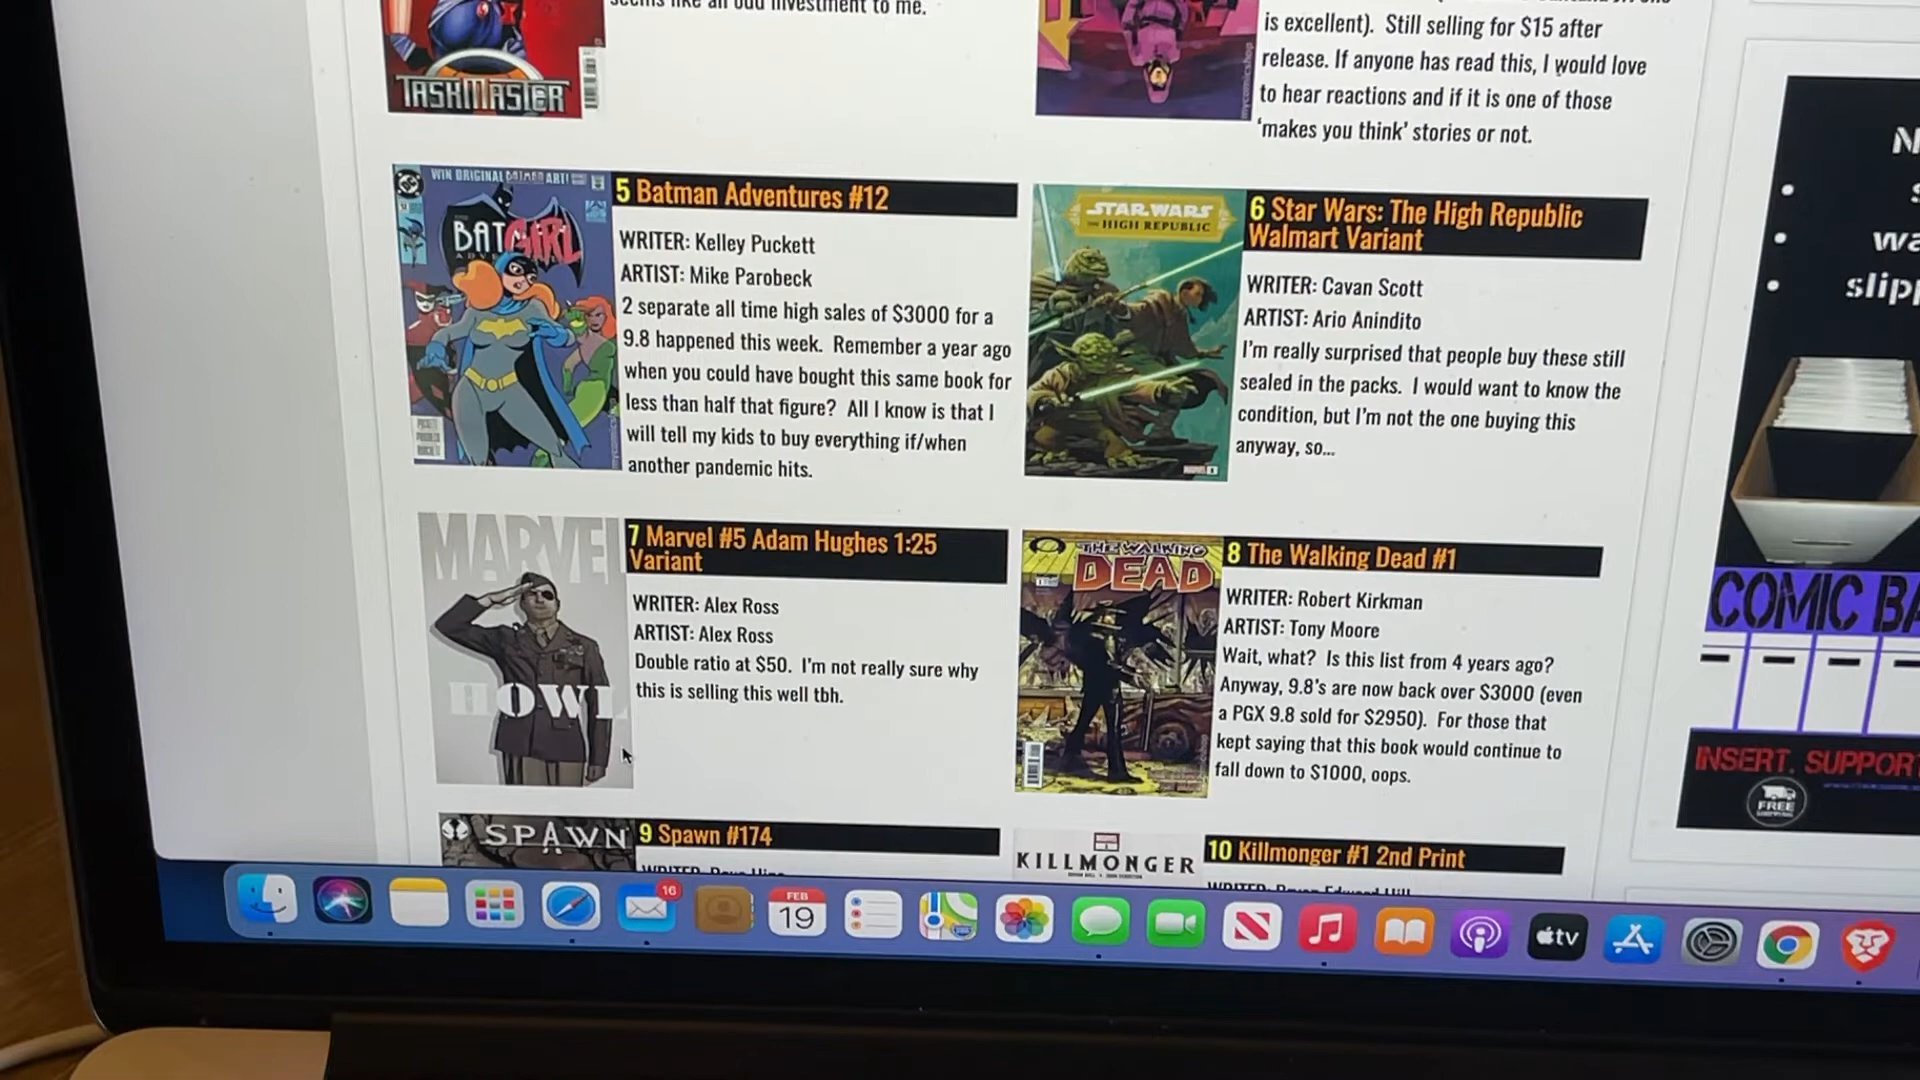 TASKMASTER
is excellent). Still selling for $15 after
release. If anyone has read this, I would love
to hear reactions and if it is one of those
'makes you think' stories or not.
WIN ORIGINAL BATMAN ART!
BATGIRL
5 Batman Adventures #12
WRITER: Kelley Puckett
ARTIST: Mike Parobeck
2 separate all time high sales of $3000 for a
9.8 happened this week. Remember a year ago
when you could have bought this same book for
less than half that figure? All I know is that I
will tell my kids to buy everything if/when
another pandemic hits.
STAR WARS
THE HIGH REPUBLIC
6 Star Wars: The High Republic
Walmart Variant
WRITER: Cavan Scott
ARTIST: Ario Anindito
I'm really surprised that people buy these still
sealed in the packs. I would want to know the
condition, but I'm not the one buying this
anyway, so...
MARVEL
HOWL
7 Marvel #5 Adam Hughes 1:25
Variant
WRITER: Alex Ross
ARTIST: Alex Ross
Double ratio at $50. I'm not really sure why
this is selling this well tbh.
THE WALKING
DEAD
8 The Walking Dead #1
WRITER: Robert Kirkman
ARTIST: Tony Moore
Wait, what? Is this list from 4 years ago?
Anyway, 9.8's are now back over $3000 (even
a PGX 9.8 sold for $2950). For those that
kept saying that this book would continue to
fall down to $1000, oops.
SPAWN
9 Spawn #174
KILLMONGER
10 Killmonger #1 2nd Print
COMIC BA
INSERT. SUPPORT
FREE
16
FEB
19
tv